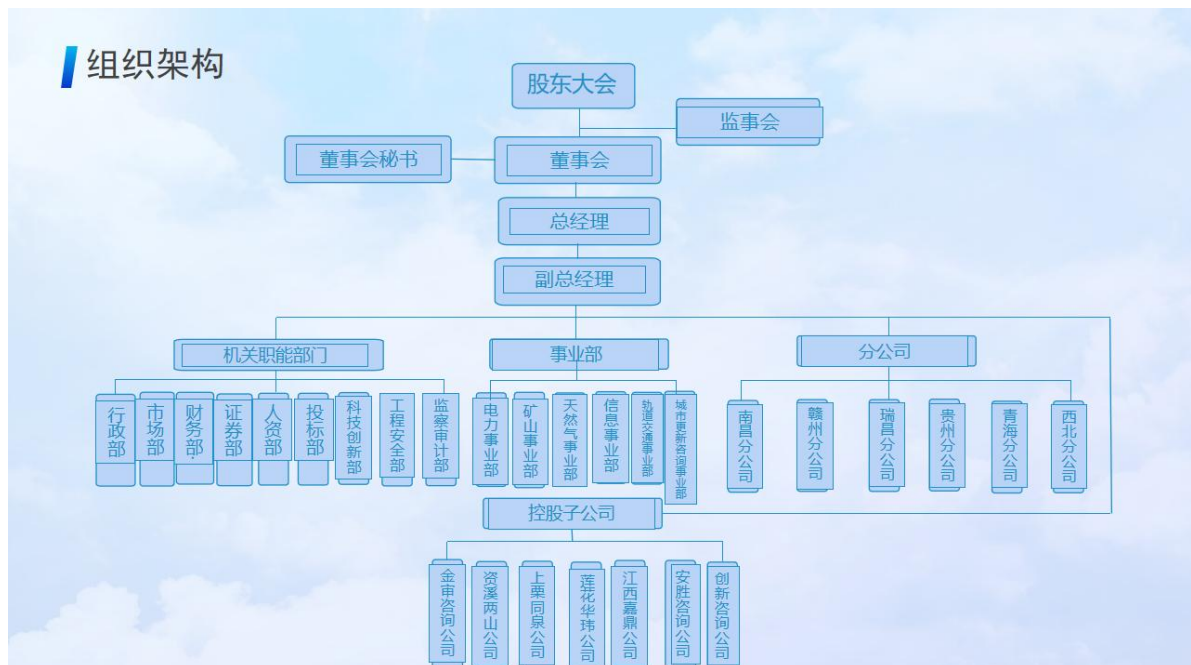 组织架构
股东大会
监事会
董事会秘书
董事会
总经理
副总经理
机关职能部门
事业部
分公司
行政部
市场部
财务部.
证券部
人资部
投标部
科技创新部
工程安全部
监察审计部
电力事业部
矿山事业部
天然气事业部
信息事业部
轨道交通事业部
城市更新咨询事业部
南昌分公司
赣州分公司
瑞昌分公司
贵州分公司
青海分公司
西北分公司
控股子公司
金审咨询公司
资溪两山公司
上栗同泉公司
莲花华玮公司
江西嘉鼎公司
安胜咨询公司
创新咨询公司